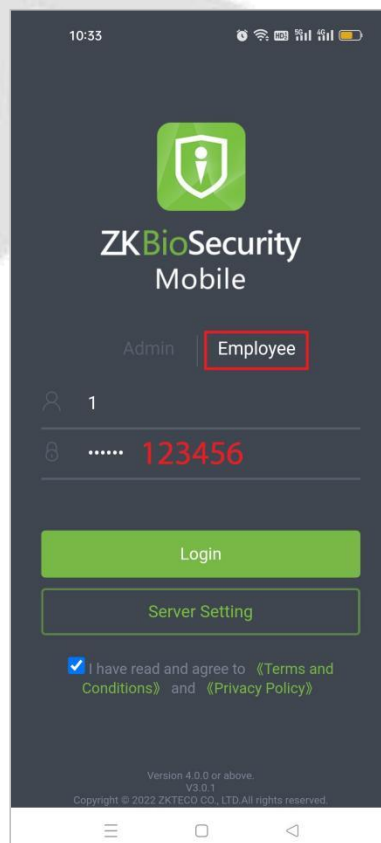 10:33
ZKBioSecurity
Mobile
Admin
Employee
1
•••••• 123456
Login
Server Setting
I have read and agree to 《Terms and
Conditions》 and 《Privacy Policy》
Version 4.0.0 or above.
V3.0.1
Copyright © 2022 ZKTECO CO., LTD.All rights reserved.